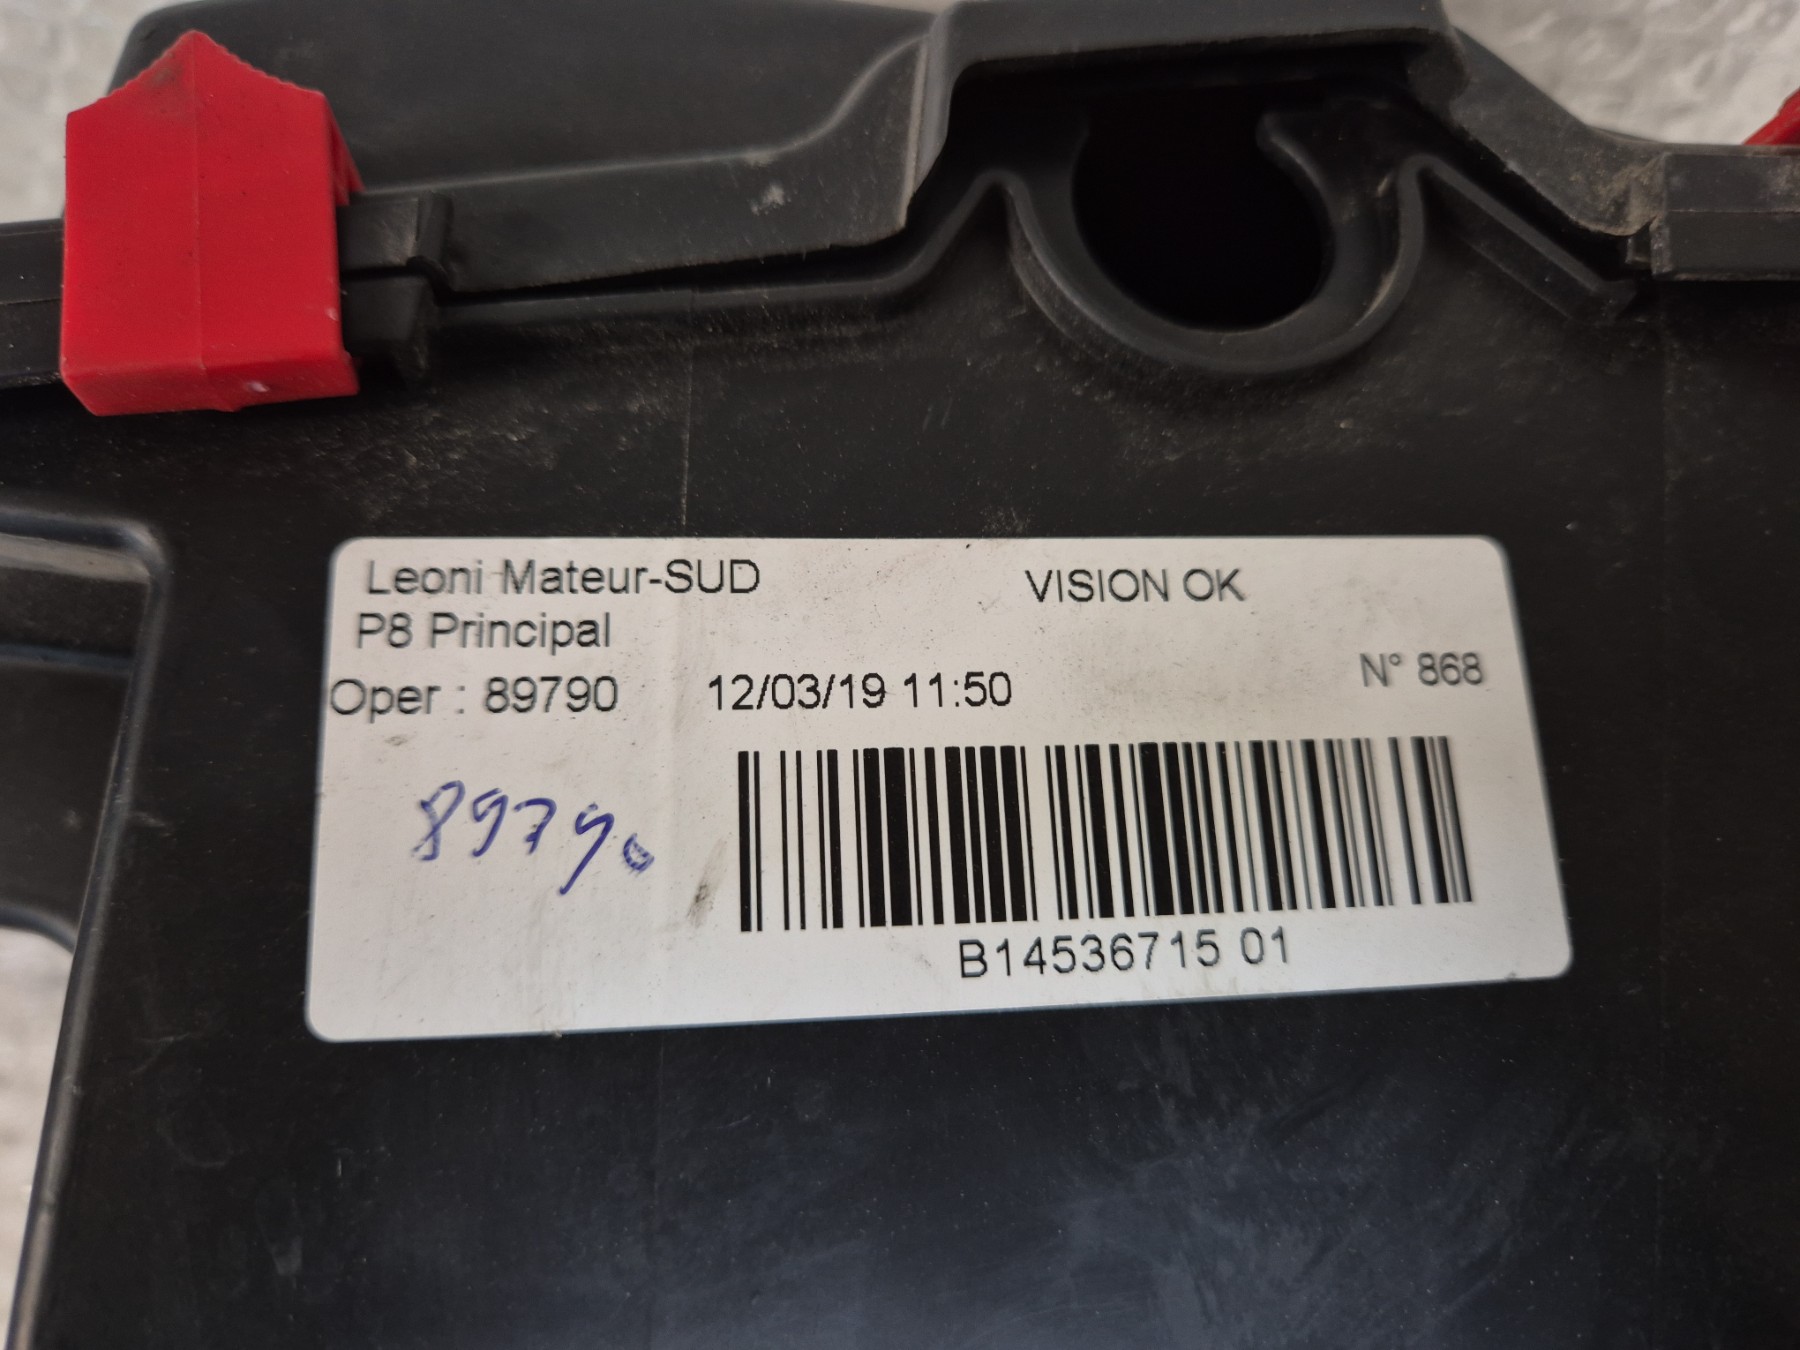 Leoni Mateur-SUD VISION OK
P8 Principal
Oper : 89790 12/03/19 11:50 N° 868
89790
B14536715 01